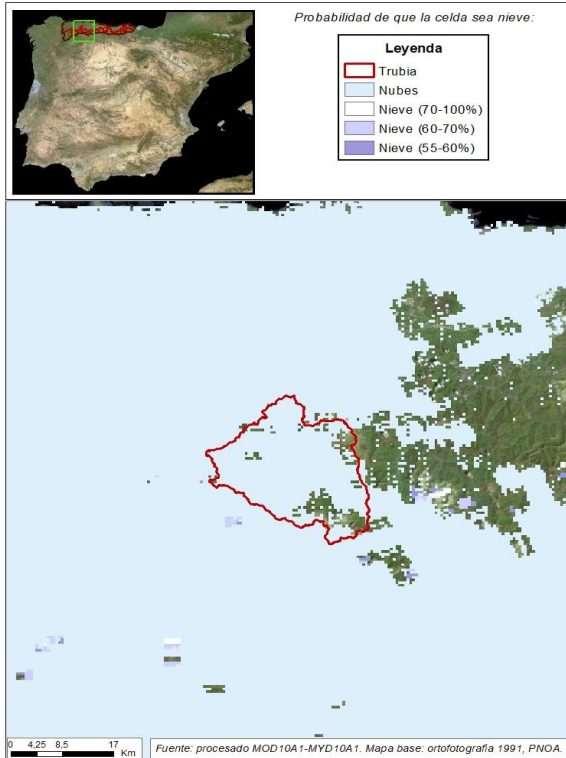 Probabilidad de que la celda sea nieve:
Leyenda
Trubia
Nubes
Nieve (70-100%)
Nieve (60-70%)
Nieve (55-60%)
0 4,25 8,5 17
Km
Fuente: procesado MOD10A1-MYD10A1. Mapa base: ortofotografia 1991, PNOA.